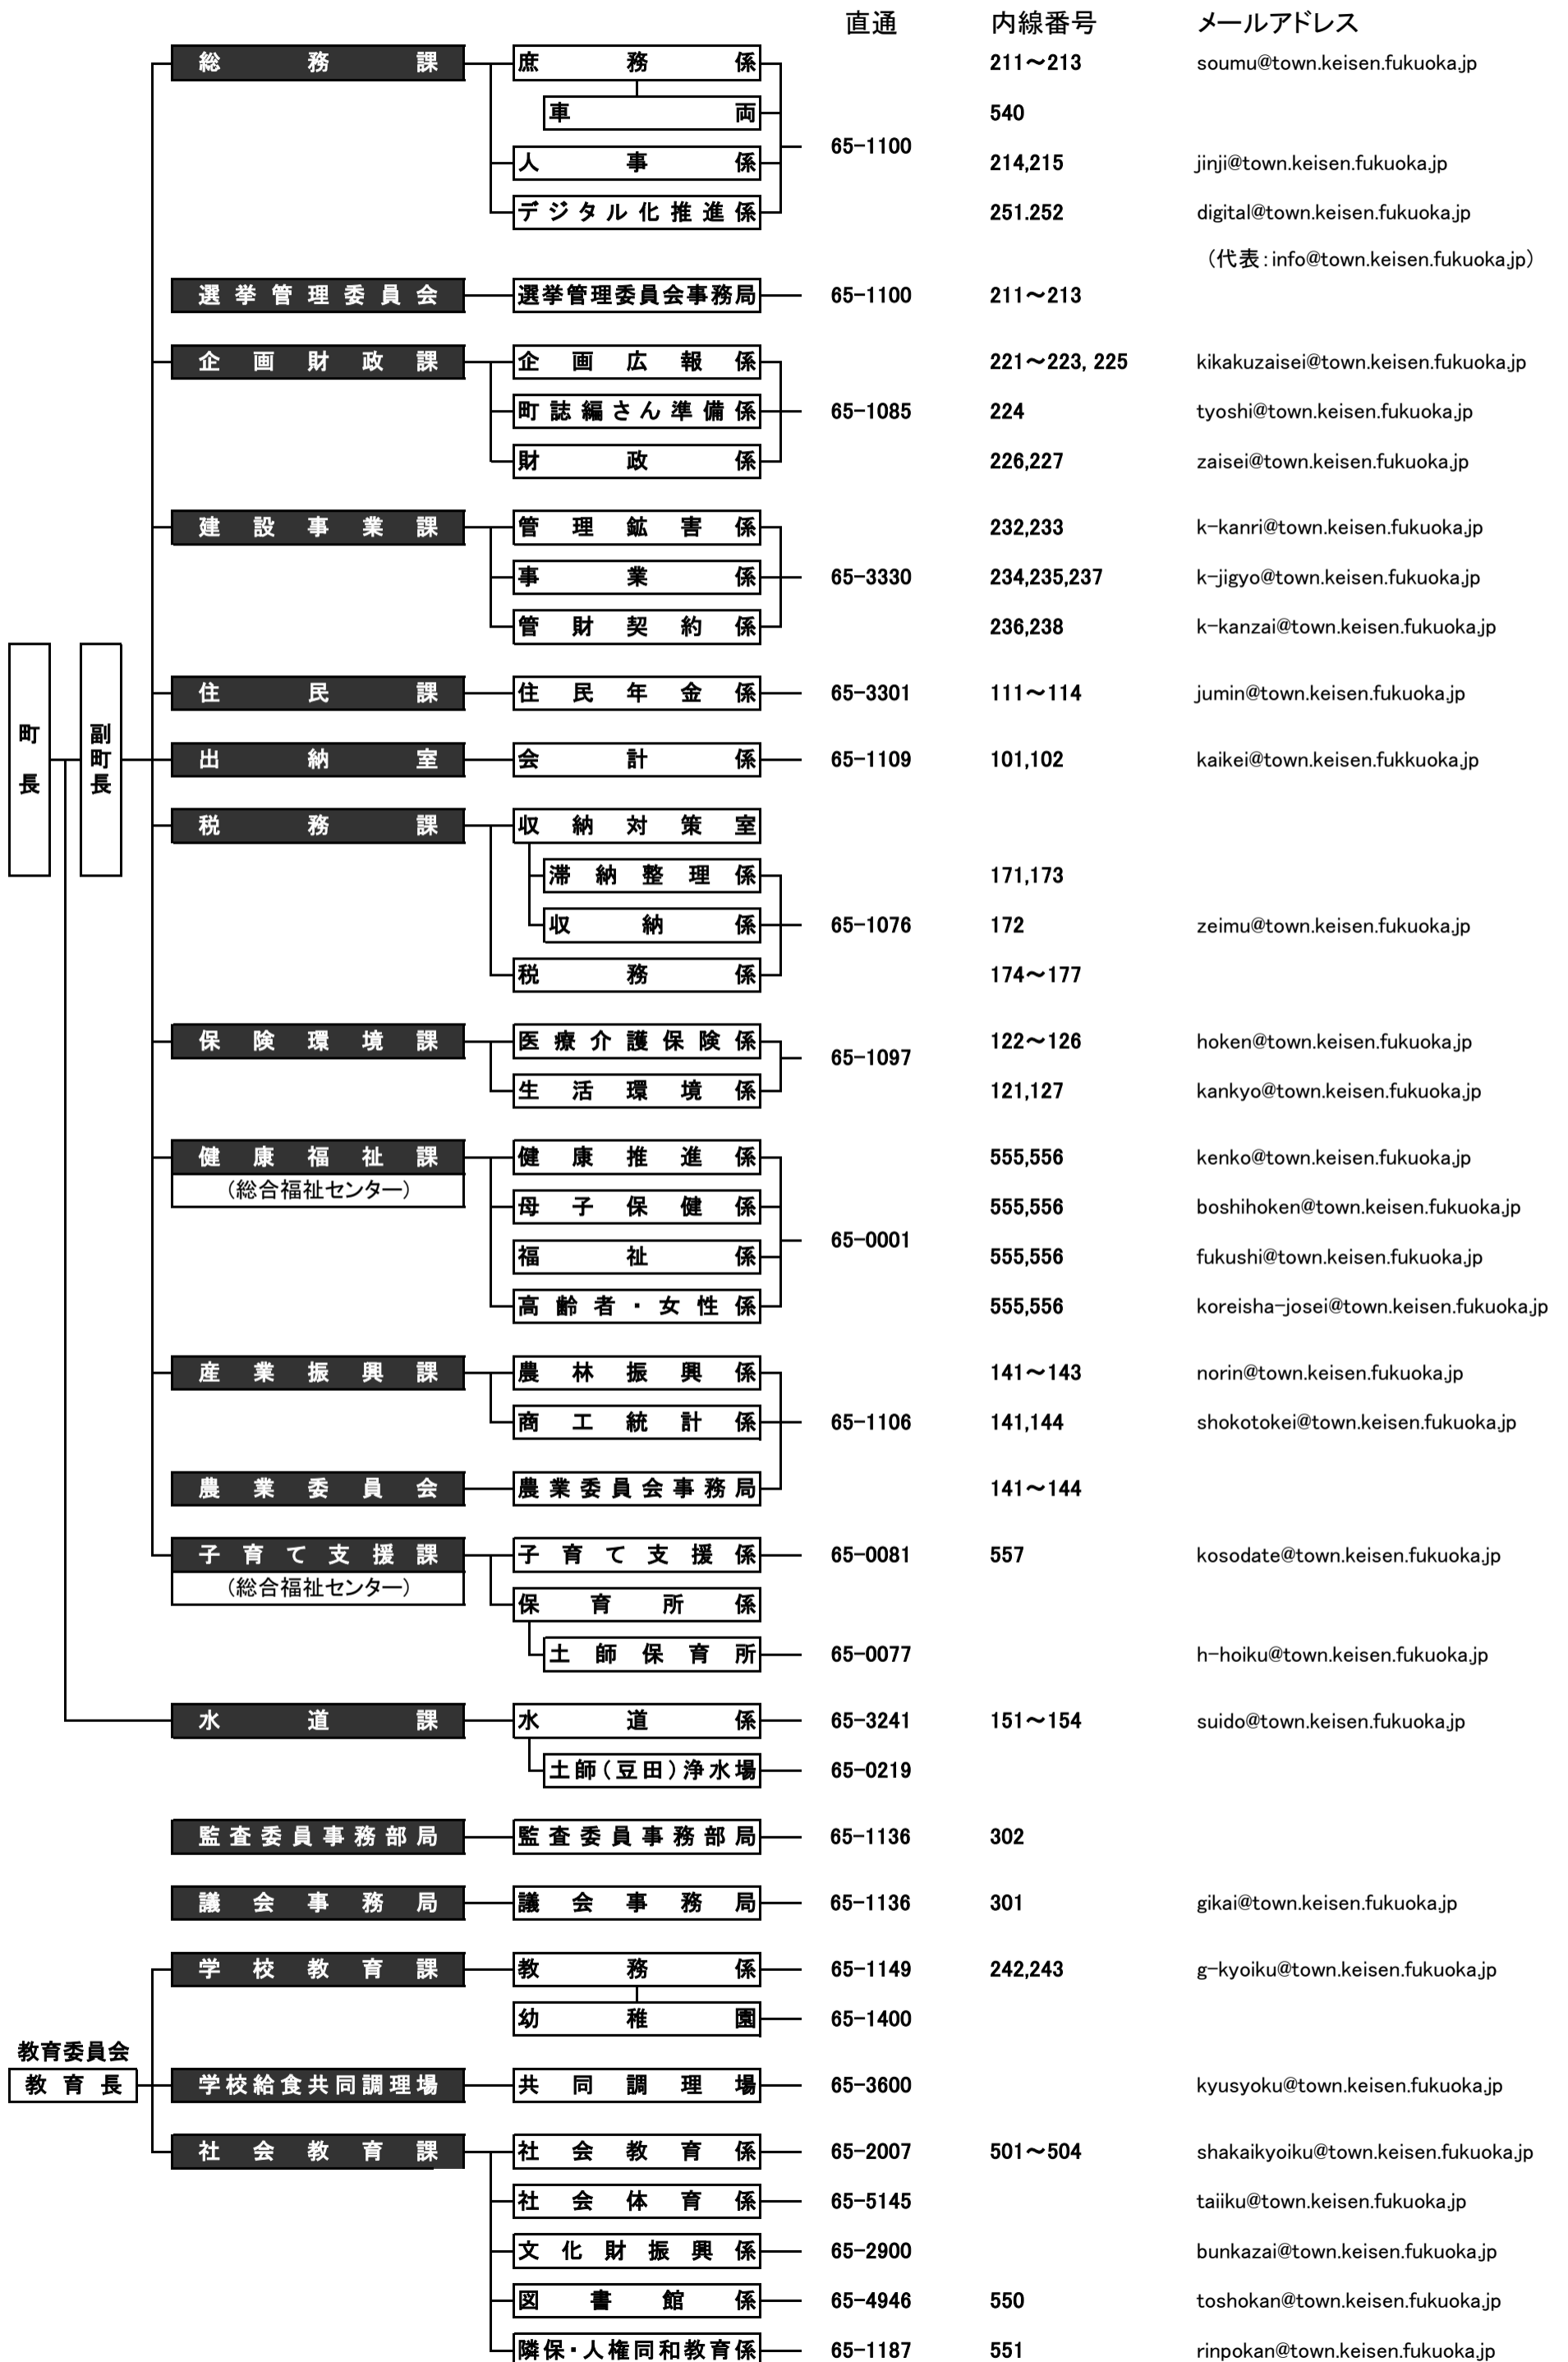 直通 内線番号 メールアドレス
総務課 庶務係 211～213 soumu@town.keisen.fukuoka.jp
車両 540
65-1100
人事係 214,215 jinji@town.keisen.fukuoka.jp
デジタル化推進係 251.252 digital@town.keisen.fukuoka.jp
（代表：info@town.keisen.fukuoka.jp）
選挙管理委員会 選挙管理委員会事務局 65-1100 211～213
企画財政課 企画広報係 221～223, 225 kikakuzaisei@town.keisen.fukuoka.jp
町誌編さん準備係 65-1085 224 tyoshi@town.keisen.fukuoka.jp
財政係 226,227 zaisei@town.keisen.fukuoka.jp
建設事業課 管理鉱害係 232,233 k-kanri@town.keisen.fukuoka.jp
事業係 65-3330 234,235,237 k-jigyo@town.keisen.fukuoka.jp
管財契約係 236,238 k-kanzai@town.keisen.fukuoka.jp
住民課 住民年金係 65-3301 111～114 jumin@town.keisen.fukuoka.jp
町長 副町長 出納室 会計係 65-1109 101,102 kaikei@town.keisen.fukkuoka.jp
税務課 収納対策室
滞納整理係 171,173
収納係 65-1076 172 zeimu@town.keisen.fukuoka.jp
税務係 174～177
保険環境課 医療介護保険係 122～126 hoken@town.keisen.fukuoka.jp
65-1097
生活環境係 121,127 kankyo@town.keisen.fukuoka.jp
健康福祉課 健康推進係 555,556 kenko@town.keisen.fukuoka.jp
（総合福祉センター）
母子保健係 555,556 boshihoken@town.keisen.fukuoka.jp
65-0001
福祉係 555,556 fukushi@town.keisen.fukuoka.jp
高齢者・女性係 555,556 koreisha-josei@town.keisen.fukuoka.jp
産業振興課 農林振興係 141～143 norin@town.keisen.fukuoka.jp
商工統計係 65-1106 141,144 shokotokei@town.keisen.fukuoka.jp
農業委員会 農業委員会事務局 141～144
子育て支援課 子育て支援係 65-0081 557 kosodate@town.keisen.fukuoka.jp
（総合福祉センター）
保育所係
土師保育所 65-0077 h-hoiku@town.keisen.fukuoka.jp
水道課 水道係 65-3241 151～154 suido@town.keisen.fukuoka.jp
土師（豆田）浄水場 65-0219
監査委員事務部局 監査委員事務部局 65-1136 302
議会事務局 議会事務局 65-1136 301 gikai@town.keisen.fukuoka.jp
学校教育課 教務係 65-1149 242,243 g-kyoiku@town.keisen.fukuoka.jp
幼稚園 65-1400
教育委員会
教育長 学校給食共同調理場 共同調理場 65-3600 kyusyoku@town.keisen.fukuoka.jp
社会教育課 社会教育係 65-2007 501～504 shakaikyoiku@town.keisen.fukuoka.jp
社会体育係 65-5145 taiiku@town.keisen.fukuoka.jp
文化財振興係 65-2900 bunkazai@town.keisen.fukuoka.jp
図書館係 65-4946 550 toshokan@town.keisen.fukuoka.jp
隣保・人権同和教育係 65-1187 551 rinpokan@town.keisen.fukuoka.jp